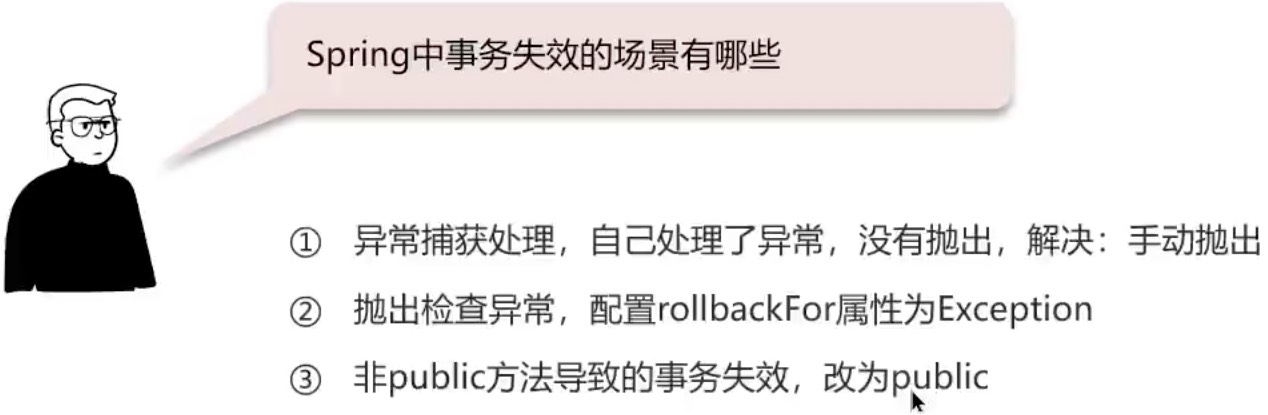 Spring中事务失效的场景有哪些
① 异常捕获处理，自己处理了异常，没有抛出，解决：手动抛出
② 抛出检查异常，配置rollbackFor属性为Exception
③ 非public方法导致的事务失效，改为public